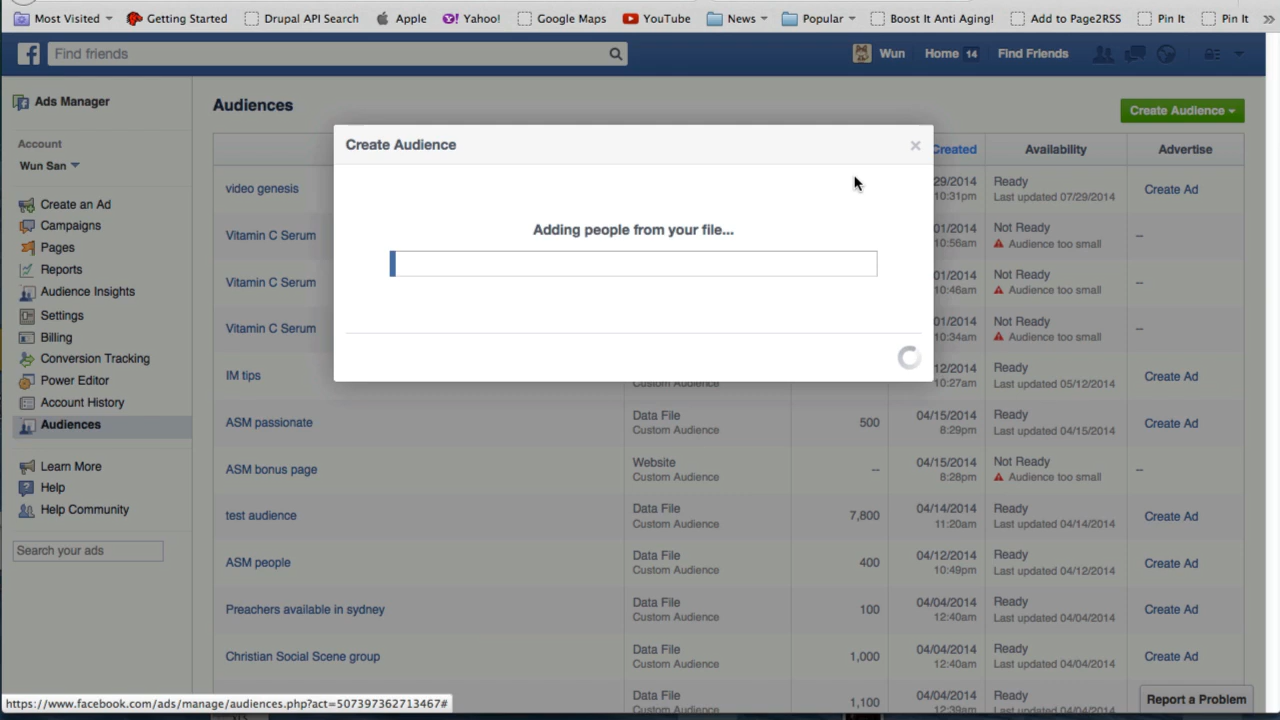 Most Visited Getting Started Drupal API Search Apple Yahoo! Google Maps YouTube News Popular Boost It Anti Aging! Add to Page2RSS Pin It Pin It »
Find friends Wun Home 14 Find Friends
Ads Manager
Account
Wun San
Create an Ad
Campaigns
Pages
Reports
Audience Insights
Settings
Billing
Conversion Tracking
Power Editor
Account History
Audiences
Learn More
Help
Help Community
Search your ads
Audiences
Create Audience
Created Availability Advertise
video genesis 29/2014 Ready Create Ad
10:31pm Last updated 07/29/2014
Vitamin C Serum 01/2014 Not Ready –
10:56am Audience too small
Vitamin C Serum 01/2014 Not Ready –
10:46am Audience too small
Vitamin C Serum 01/2014 Not Ready –
10:34am Audience too small
IM tips 12/2014 Ready Create Ad
Custom Audience 10:27am Last updated 05/12/2014
ASM passionate Data File 500 04/15/2014 Ready Create Ad
Custom Audience 8:29pm Last updated 04/15/2014
ASM bonus page Website -- 04/15/2014 Not Ready –
Custom Audience 8:28pm Audience too small
test audience Data File 7,800 04/14/2014 Ready Create Ad
Custom Audience 11:20am Last updated 04/14/2014
ASM people Data File 400 04/12/2014 Ready Create Ad
Custom Audience 10:49pm Last updated 04/12/2014
Preachers available in sydney Data File 100 04/04/2014 Ready Create Ad
Custom Audience 12:40am Last updated 04/04/2014
Christian Social Scene group Data File 1,000 04/04/2014 Ready Create Ad
Custom Audience 12:40am Last updated 04/04/2014
Data File 1,100 04/04/2014 Ready
Custom Audience 12:39am Last updated 04/04/2014
Create Audience ×
Adding people from your file...
Report a Problem
https://www.facebook.com/ads/manage/audiences.php?act=507397362713467#